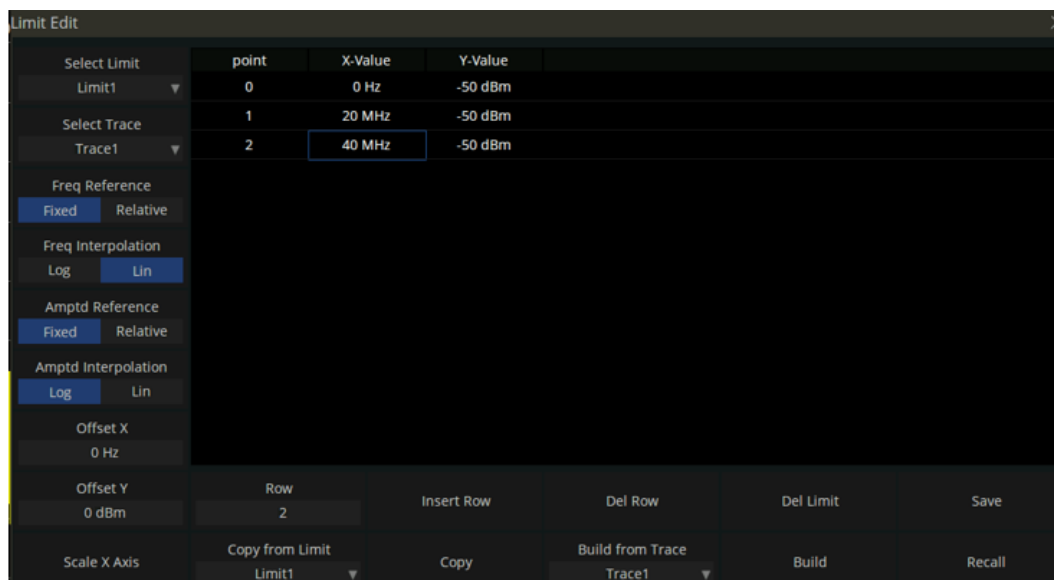 Limit Edit
Select Limit
Limit1
Select Trace
Trace1
Freq Reference
Fixed Relative
Freq Interpolation
Log Lin
Amptd Reference
Fixed Relative
Amptd Interpolation
Log Lin
Offset X
0 Hz
Offset Y
0 dBm
Scale X Axis
point X-Value Y-Value
0 0 Hz -50 dBm
1 20 MHz -50 dBm
2 40 MHz -50 dBm
Row
2
Insert Row
Del Row
Del Limit
Save
Copy from Limit
Limit1
Copy
Build from Trace
Trace1
Build
Recall